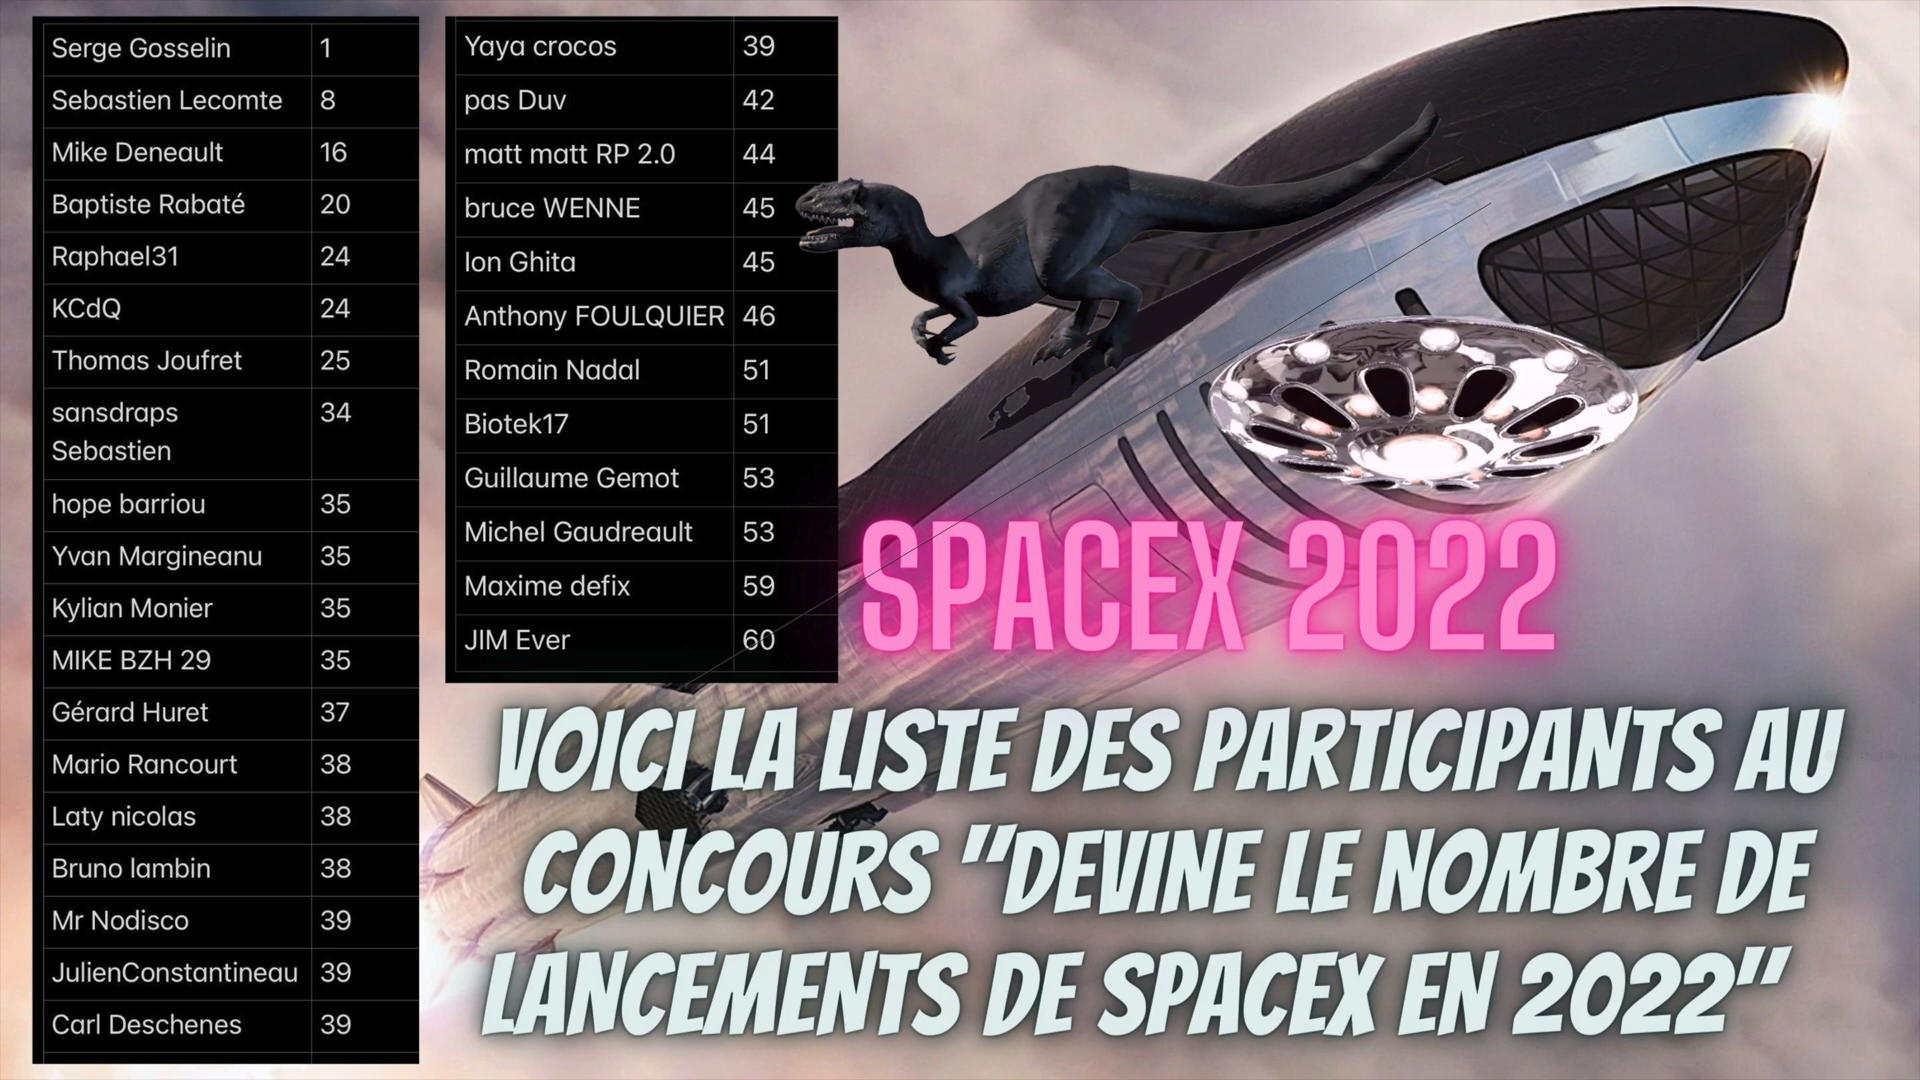 Serge Gosselin 1
Sebastien Lecomte 8
Mike Deneault 16
Baptiste Rabaté 20
Raphael31 24
KCdQ 24
Thomas Joufret 25
sansdraps 34
Sebastien
hope barriou 35
Yvan Margineanu 35
Kylian Monier 35
MIKE BZH 29 35
Gérard Huret 37
Mario Rancourt 38
Laty nicolas 38
Bruno lambin 38
Mr Nodisco 39
JulienConstantineau 39
Carl Deschenes 39
Yaya crocos 39
pas Duv 42
matt matt RP 2.0 44
bruce WENNE 45
Ion Ghita 45
Anthony FOULQUIER 46
Romain Nadal 51
Biotek17 51
Guillaume Gemot 53
Michel Gaudreault 53
Maxime defix 59
JIM Ever 60
SPACEX 2022
VOICI LA LISTE DES PARTICIPANTS AU
CONCOURS "DEVINE LE NOMBRE DE
LANCEMENTS DE SPACEX EN 2022"